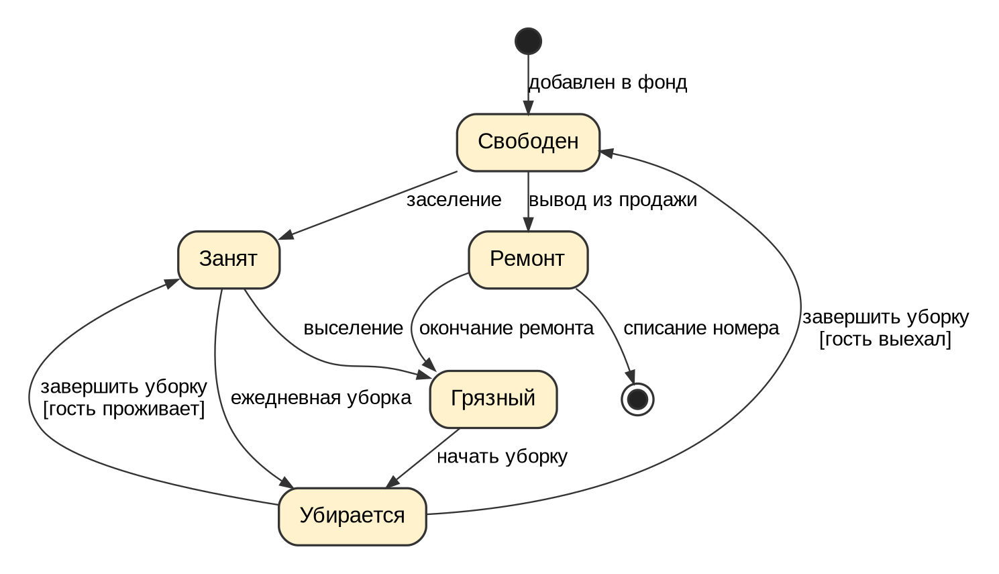 добавлен в фонд
Свободен
заселение
вывод из продажи
Занят
Ремонт
завершить уборку
[гость выехал]
выселение
окончание ремонта
списание номера
завершить уборку
[гость проживает]
ежедневная уборка
Грязный
начать уборку
Убирается